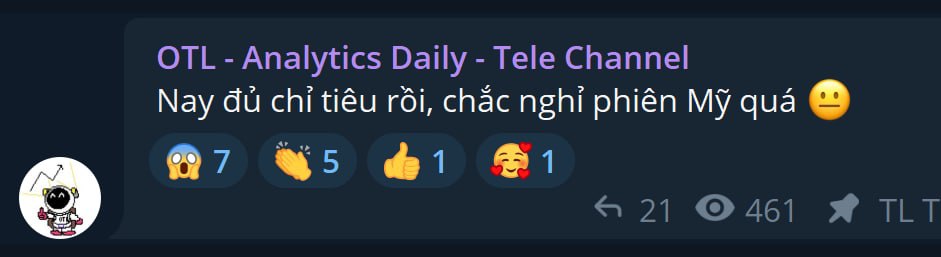 OTL - Analytics Daily - Tele Channel
Nay đủ chỉ tiêu rồi, chắc nghỉ phiên Mỹ quá 😐
😱 7 👏 5 👍 1 🥰 1
21 461 TL T